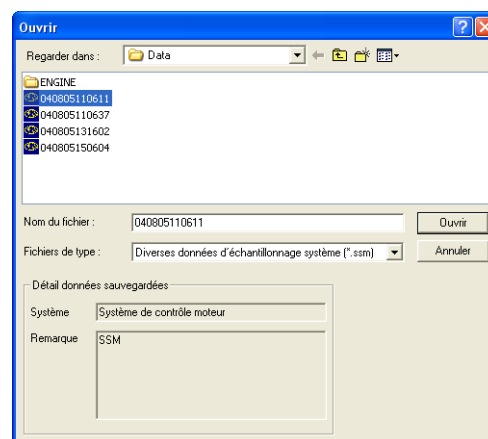 Ouvrir
Regarder dans :
Data
ENGINE
040805110611
040805110637
040805131602
040805150604
Nom du fichier :
040805110611
Ouvrir
Fichiers de type :
Diverses données d'échantillonnage système (*.ssm)
Annuler
Détail données sauvegardées
Système
Système de contrôle moteur
Remarque
SSM